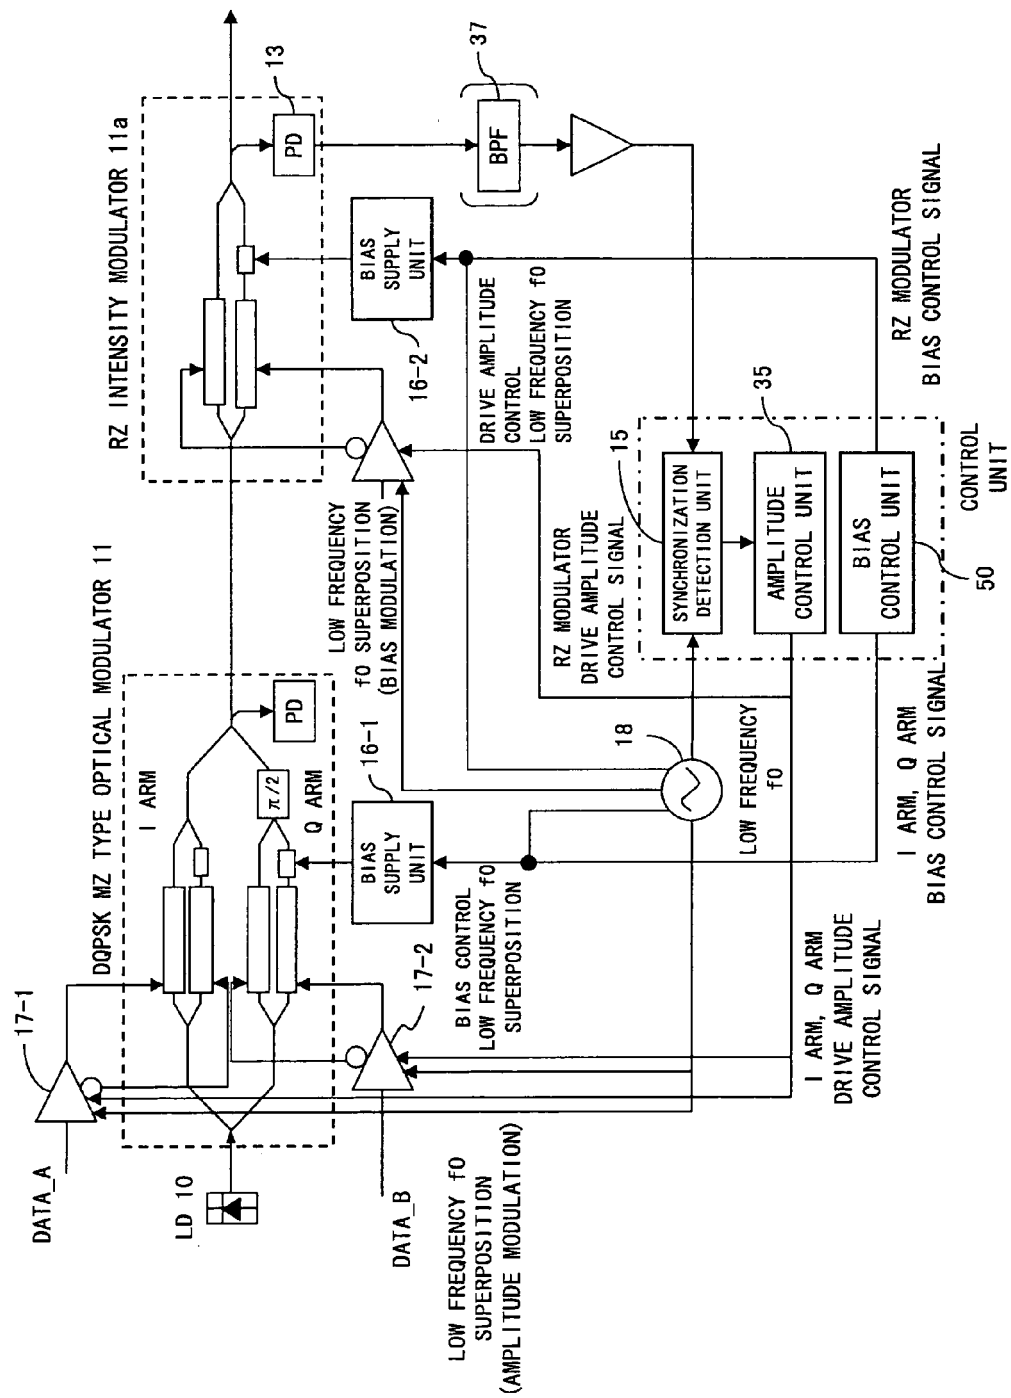 RZ INTENSITY MODULATOR 11a
PD
13
37
BPF
BIAS
SUPPLY
UNIT
16-2
DRIVE AMPLITUDE
CONTROL
LOW FREQUENCY f0
SUPERPOSITION
RZ MODULATOR
BIAS CONTROL SIGNAL
LOW FREQUENCY
f0 SUPERPOSITION
(BIAS MODULATION)
RZ MODULATOR
DRIVE AMPLITUDE
CONTROL SIGNAL
15
SYNCHRONIZATION
DETECTION UNIT
35
AMPLITUDE
CONTROL UNIT
BIAS
CONTROL UNIT
50
CONTROL
UNIT
DQPSK MZ TYPE OPTICAL MODULATOR 11
I ARM
PD
π/2
Q ARM
16-1
BIAS
SUPPLY
UNIT
18
LOW FREQUENCY
f0
BIAS CONTROL
LOW FREQUENCY f0
SUPERPOSITION
I ARM, Q ARM
BIAS CONTROL SIGNAL
17-1
17-2
I ARM, Q ARM
DRIVE AMPLITUDE
CONTROL SIGNAL
DATA_A
LD 10
DATA_B
LOW FREQUENCY f0
SUPERPOSITION
(AMPLITUDE MODULATION)